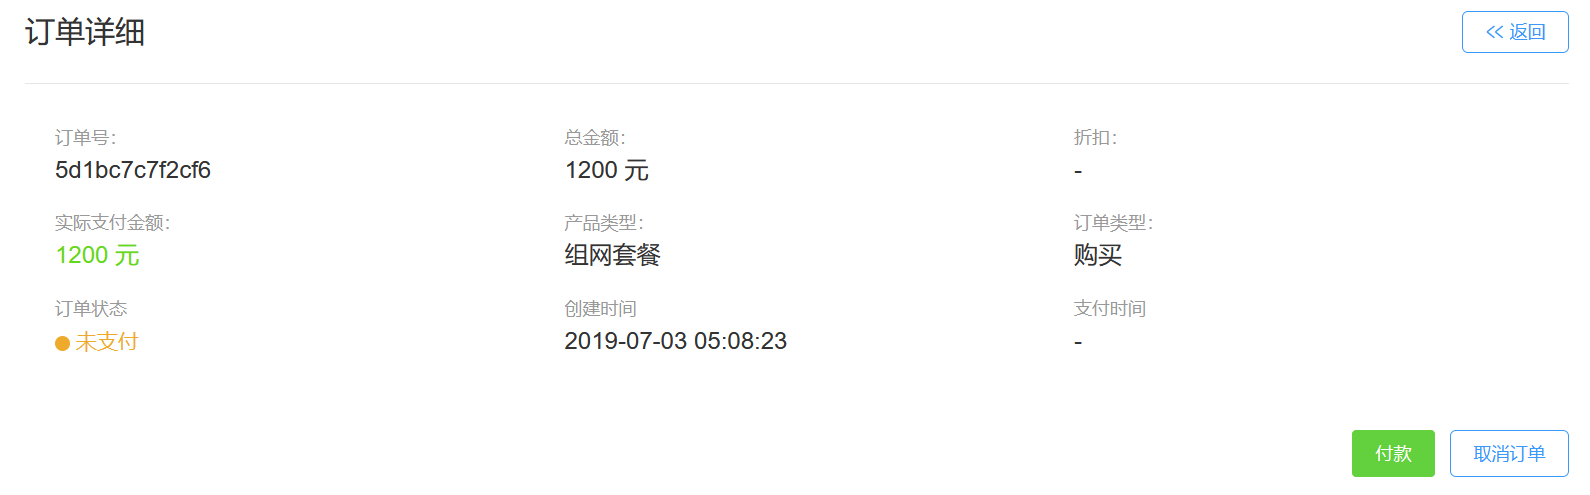 订单详细
<< 返回
订单号：
总金额：
折扣：
5d1bc7c7f2cf6
1200 元
-
实际支付金额：
产品类型：
订单类型：
1200 元
组网套餐
购买
订单状态
创建时间
支付时间
未支付
2019-07-03 05:08:23
-
付款
取消订单